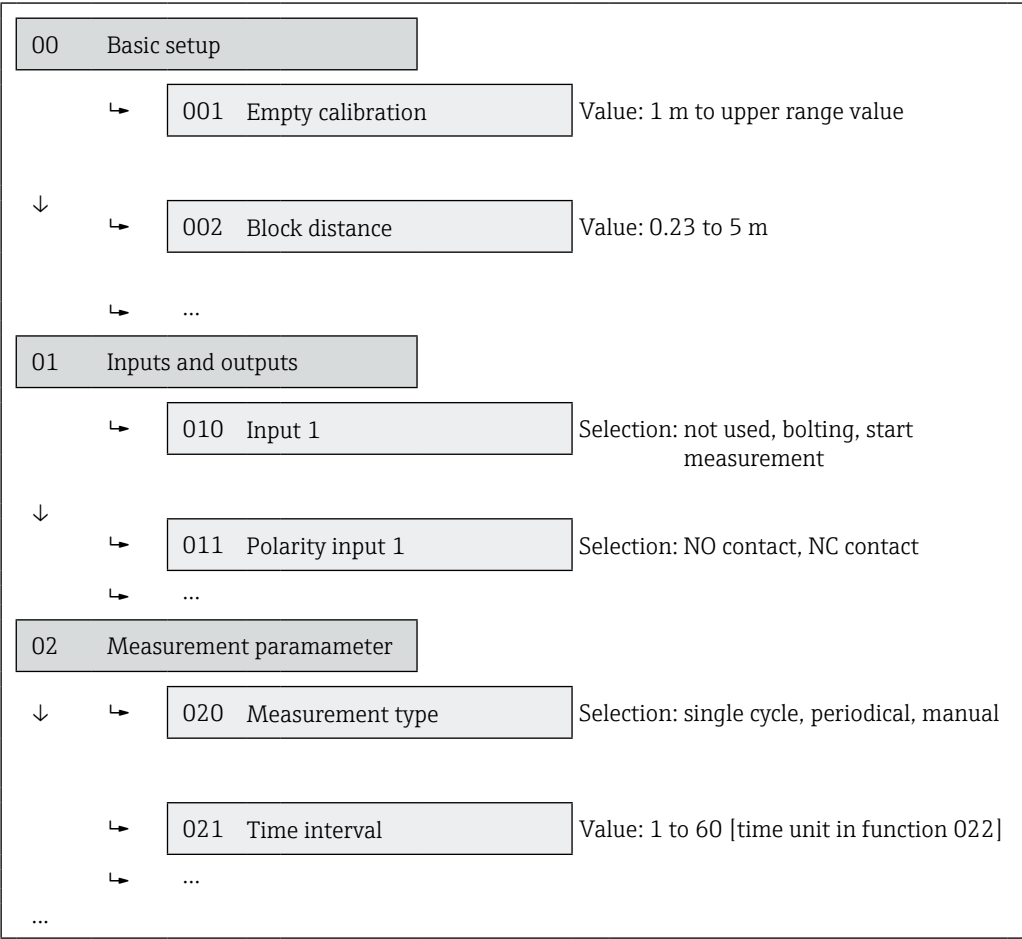 00 Basic setup
001 Empty calibration Value: 1 m to upper range value
002 Block distance Value: 0.23 to 5 m
...
01 Inputs and outputs
010 Input 1 Selection: not used, bolting, start
measurement
011 Polarity input 1 Selection: NO contact, NC contact
...
02 Measurement paramameter
020 Measurement type Selection: single cycle, periodical, manual
021 Time interval Value: 1 to 60 [time unit in function 022]
...
...